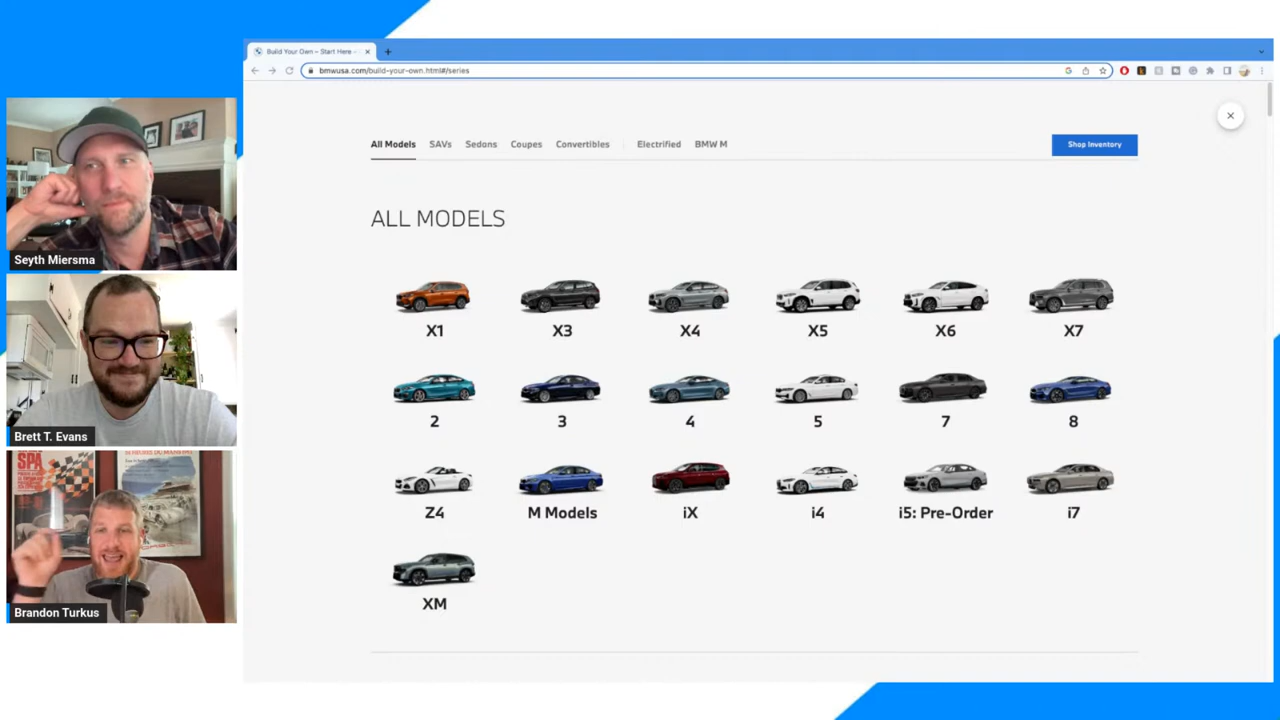 Build Your Own – Start Here -
bmwusa.com/build-your-own.html#/series
All Models SAVs Sedans Coupes Convertibles Electrified BMW M
Shop Inventory
ALL MODELS
X1 X3 X4 X5 X6 X7
2 3 4 5 7 8
Z4 M Models iX i4 i5: Pre-Order i7
XM
Seyth Miersma
Brett T. Evans
SPA
Brandon Turkus